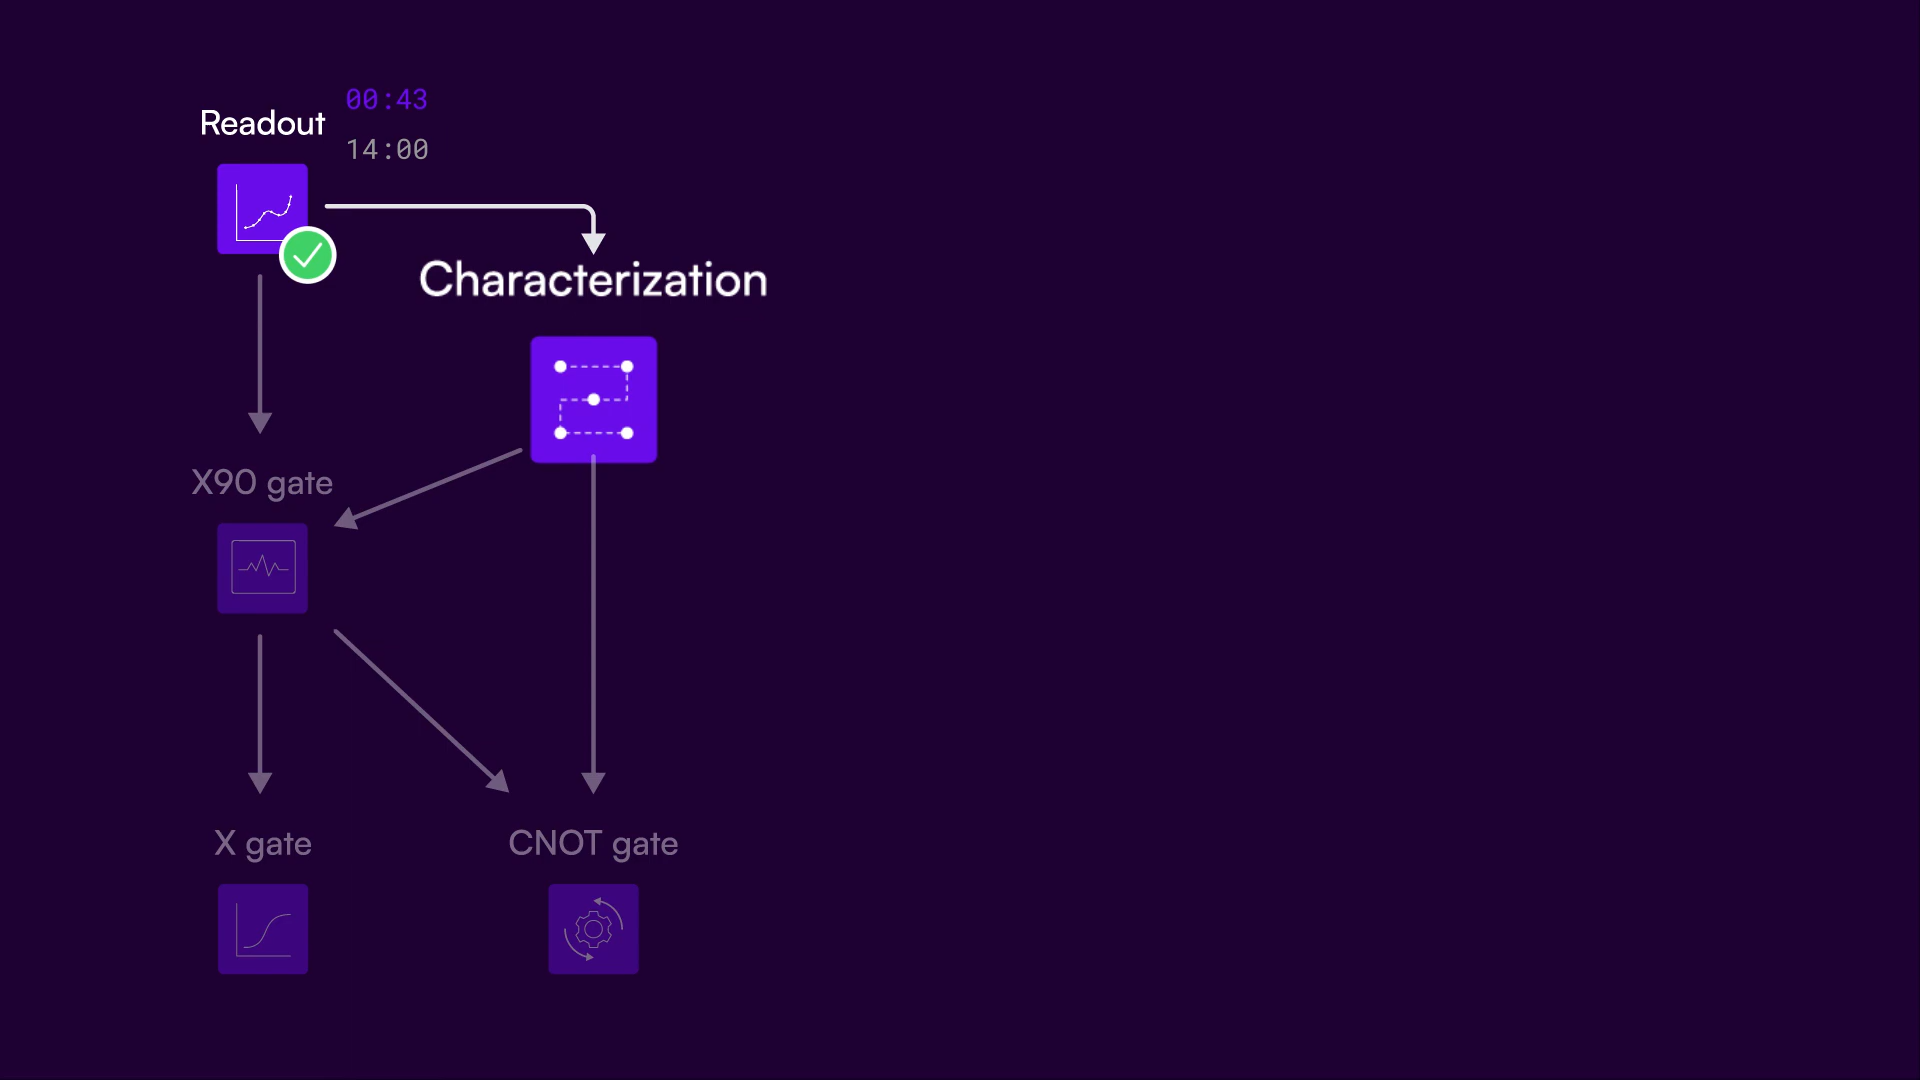 Readout
00:43
14:00
Characterization
X90 gate
X gate
CNOT gate